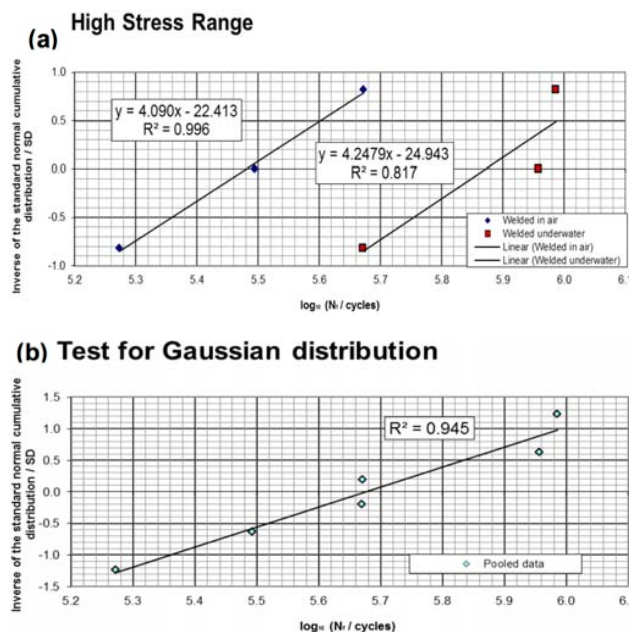 High Stress Range
(a)
Inverse of the standard normal cumulative
distribution / SD
1.0
0.5
0.0
-0.5
-1.0
y = 4.090x - 22.413
R² = 0.996
y = 4.2479x - 24.943
R² = 0.817
Welded in air
Welded underwater
Linear (Welded in air)
Linear (Welded underwater)
5.2 5.3 5.4 5.5 5.6 5.7 5.8 5.9 6.0 6.1
log₁₀ (Nf / cycles)
(b) Test for Gaussian distribution
Inverse of the standard normal cumulative
distribution / SD
1.5
1.0
0.5
0.0
-0.5
-1.0
-1.5
R² = 0.945
Pooled data
5.2 5.3 5.4 5.5 5.6 5.7 5.8 5.9 6.0 6.1
log₁₀ (Nf / cycles)